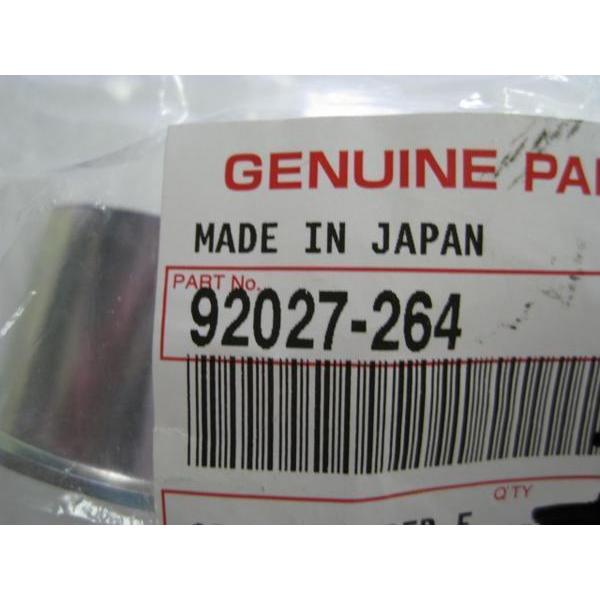 GENUINE PA
MADE IN JAPAN
PART No.
92027-264
Q'TY